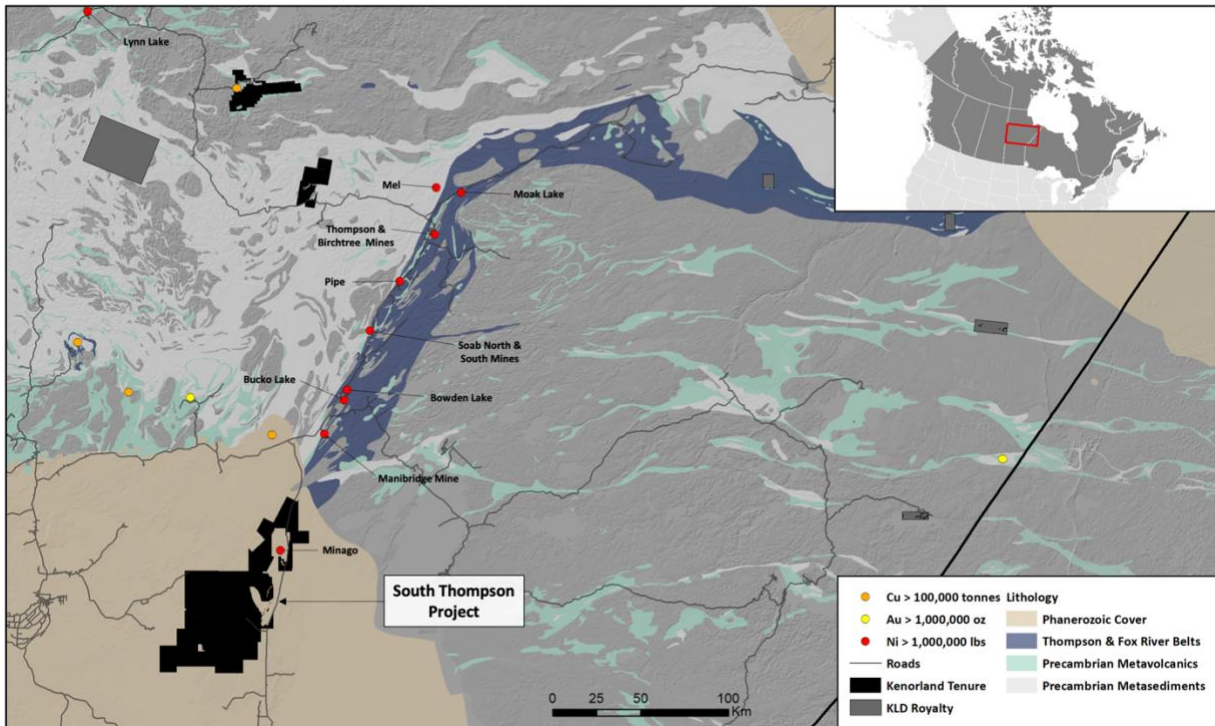 Lynn Lake
Mel
Moak Lake
Thompson &
Birchtree Mines
Pipe
Soab North &
South Mines
Bucko Lake
Bowden Lake
Manibridge Mine
Minago
South Thompson
Project
0 25 50 100
Km
Cu > 100,000 tonnes
Au > 1,000,000 oz
Ni > 1,000,000 lbs
Roads
Kenorland Tenure
KLD Royalty
Lithology
Phanerozoic Cover
Thompson & Fox River Belts
Precambrian Metavolcanics
Precambrian Metasediments